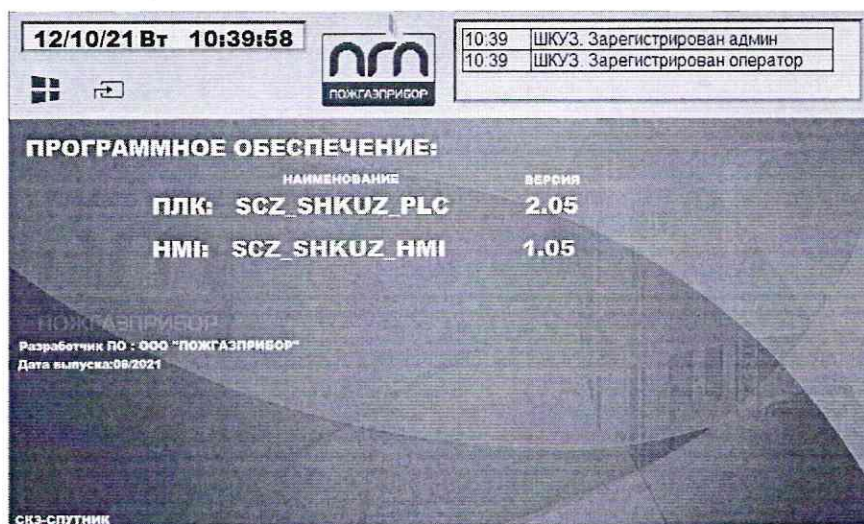 12/10/21 Вт 10:39:58
пгп
ПОЖГАЗПРИБОР
10:39 ШКУЗ. Зарегистрирован админ
10:39 ШКУЗ. Зарегистрирован оператор
ПРОГРАММНОЕ ОБЕСПЕЧЕНИЕ:
НАИМЕНОВАНИЕ ВЕРСИЯ
ПЛК: SCZ_SHKUZ_PLC 2.05
HMI: SCZ_SHKUZ_HMI 1.05
ПОЖГАЗПРИБОР
Разработчик ПО : ООО "ПОЖГАЗПРИБОР"
Дата выпуска:08/2021
СКЗ-СПУТНИК